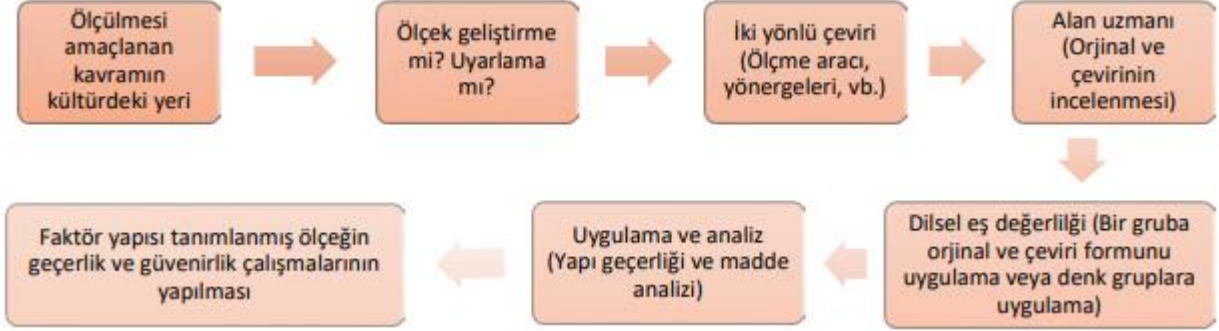 Ölçülmesi
amaçlanan
kavramın
kültürdeki yeri
Ölçek geliştirme
mi? Uyarlama
mı?
İki yönlü çeviri
(Ölçme aracı,
yönergeleri, vb.)
Alan uzmanı
(Orjinal ve
çevirinin
incelenmesi)
Dilsel eş değerlilği (Bir gruba
orjinal ve çeviri formunu
uygulama veya denk gruplara
uygulama)
Uygulama ve analiz
(Yapı geçerliği ve madde
analizi)
Faktör yapısı tanımlanmış ölçeğin
geçerlik ve güvenirlik çalışmalarının
yapılması